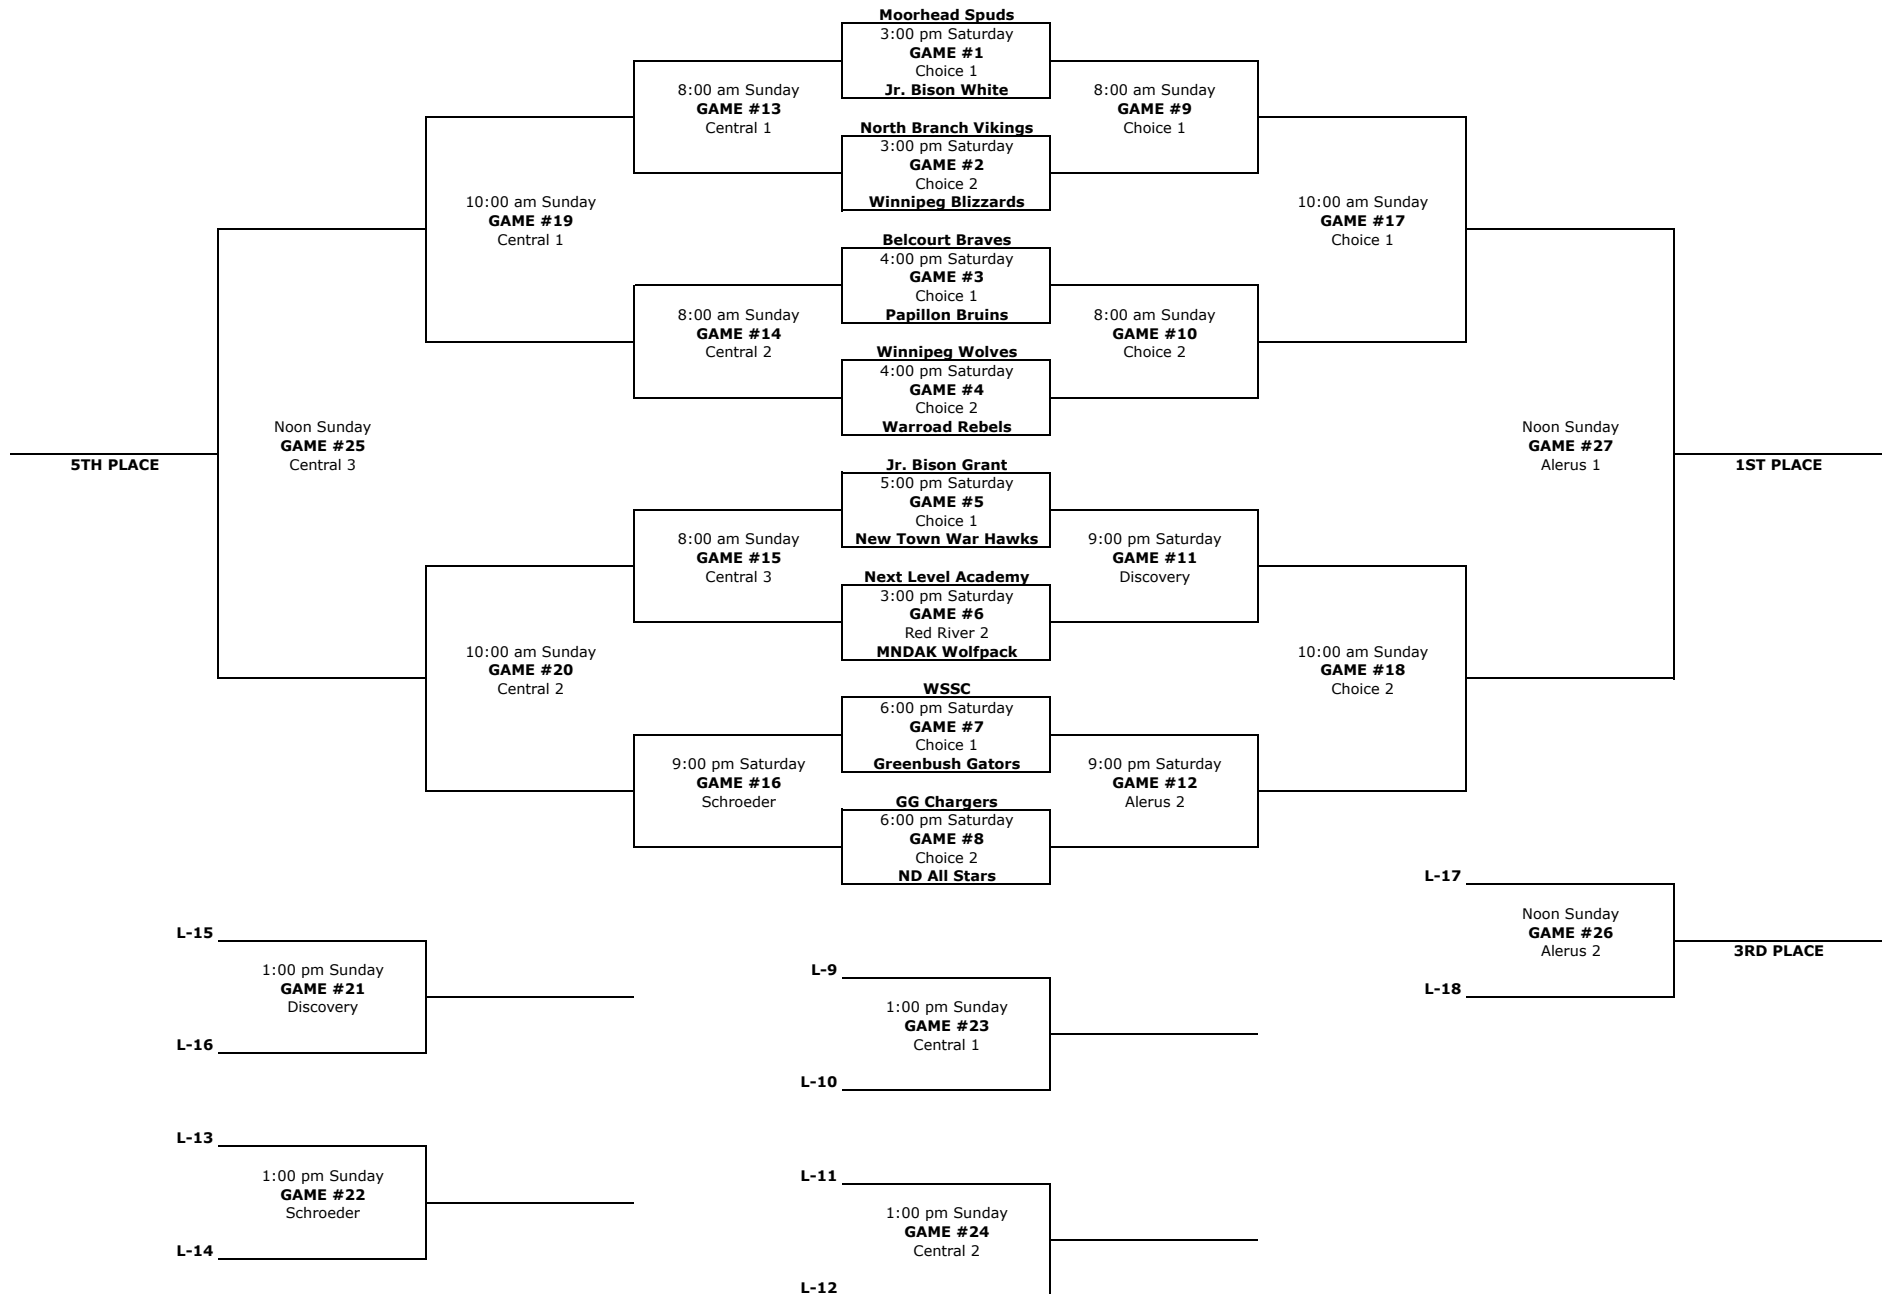 Moorhead Spuds
3:00 pm Saturday
GAME #1
Choice 1
Jr. Bison White
8:00 am Sunday
GAME #13
Central 1
8:00 am Sunday
GAME #9
Choice 1
North Branch Vikings
3:00 pm Saturday
GAME #2
Choice 2
Winnipeg Blizzards
10:00 am Sunday
GAME #19
Central 1
10:00 am Sunday
GAME #17
Choice 1
Belcourt Braves
4:00 pm Saturday
GAME #3
Choice 1
Papillon Bruins
8:00 am Sunday
GAME #14
Central 2
8:00 am Sunday
GAME #10
Choice 2
Winnipeg Wolves
4:00 pm Saturday
GAME #4
Choice 2
Warroad Rebels
Noon Sunday
GAME #25
Central 3
5TH PLACE
Noon Sunday
GAME #27
Alerus 1
1ST PLACE
Jr. Bison Grant
5:00 pm Saturday
GAME #5
Choice 1
New Town War Hawks
8:00 am Sunday
GAME #15
Central 3
9:00 pm Saturday
GAME #11
Discovery
Next Level Academy
3:00 pm Saturday
GAME #6
Red River 2
MNDAK Wolfpack
10:00 am Sunday
GAME #20
Central 2
10:00 am Sunday
GAME #18
Choice 2
WSSC
6:00 pm Saturday
GAME #7
Choice 1
Greenbush Gators
9:00 pm Saturday
GAME #16
Schroeder
9:00 pm Saturday
GAME #12
Alerus 2
GG Chargers
6:00 pm Saturday
GAME #8
Choice 2
ND All Stars
L-17
Noon Sunday
GAME #26
Alerus 2
3RD PLACE
L-18
L-15
1:00 pm Sunday
GAME #21
Discovery
L-16
L-9
1:00 pm Sunday
GAME #23
Central 1
L-10
L-13
1:00 pm Sunday
GAME #22
Schroeder
L-14
L-11
1:00 pm Sunday
GAME #24
Central 2
L-12